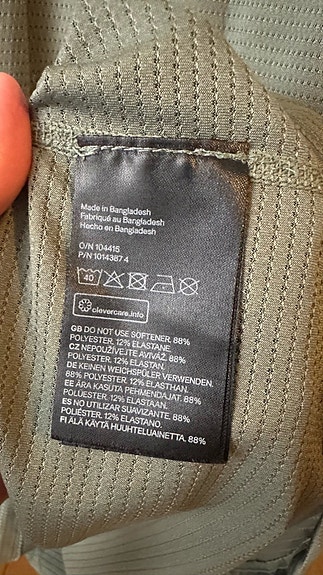 Made in Bangladesh
Fabriqué au Bangladesh
Hecho en Bangladesh
O/N 104415
P/N 1014387 4
40
clevercare.info
GB DO NOT USE SOFTENER. 88%
POLYESTER. 12% ELASTANE.
CZ NEPOUŽÍVEJTE AVIVÁŽ. 88%
POLYESTAN. 12% ELASTAN.
DE KEINEN WEICHSPÜLER VERWENDEN.
88% POLYESTER. 12% ELASTHAN.
EE ÄRA KASUTA PEHMENDAJAT. 88%
POLÜESTER. 12% ELASTAAN.
ES NO UTILIZAR SUAVIZANTE. 88%
POLIÉSTER. 12% ELASTANO.
FI ÄLÄ KÄYTÄ HUUHTELUAINETTA. 88%